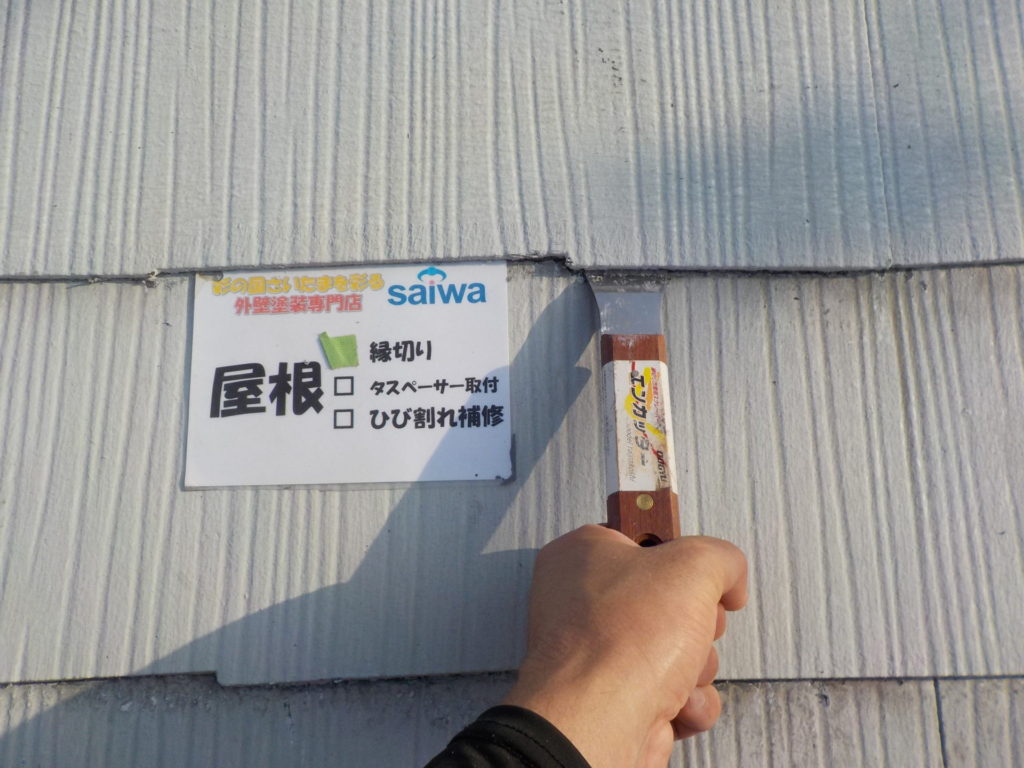 彩の国さいたまを彩る
外壁塗装専門店
saiwa
屋根
縁切り
□ タスペーサー取付
□ ひび割れ補修
エンカッター